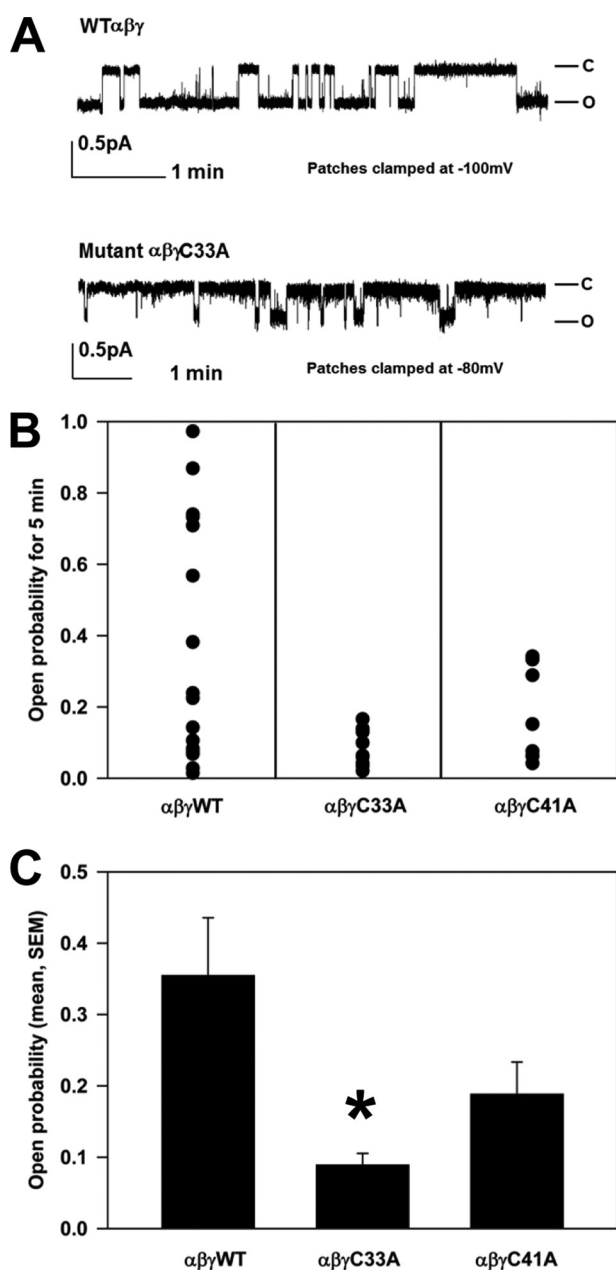 A
WTαβγ
C
O
0.5pA
1 min
Patches clamped at -100mV
Mutant αβγC33A
C
O
0.5pA
1 min
Patches clamped at -80mV
B
Open probability for 5 min
1.0
0.8
0.6
0.4
0.2
0.0
αβγWT αβγC33A αβγC41A
C
Open probability (mean, SEM)
0.5
0.4
0.3
0.2
0.1
0.0
*
αβγWT αβγC33A αβγC41A